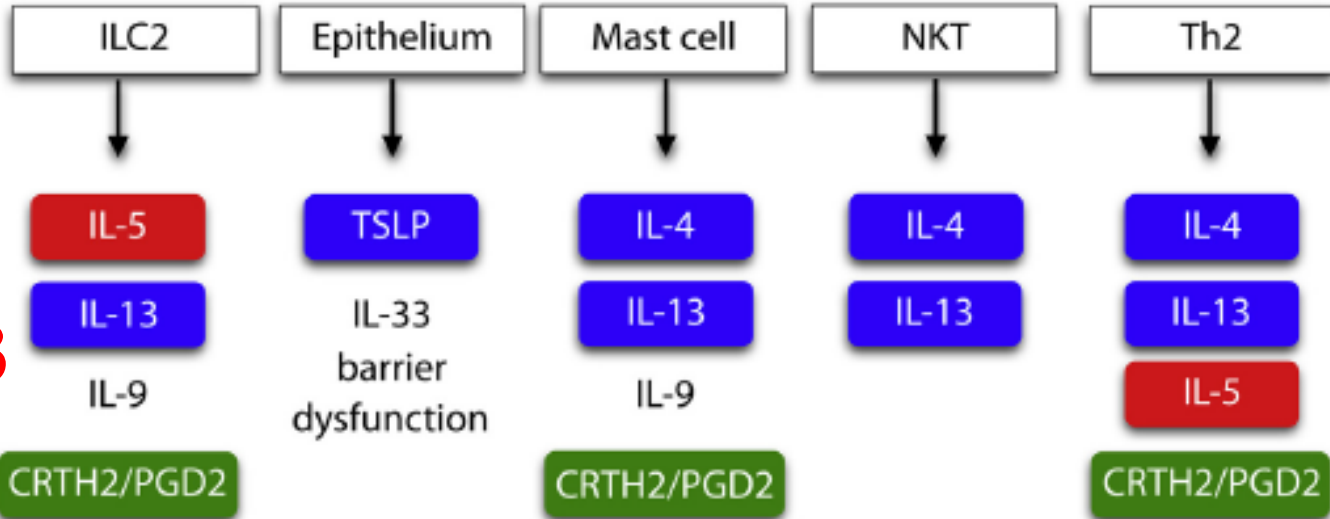 ILC2
Epithelium
Mast cell
NKT
Th2
IL-5
TSLP
IL-4
IL-4
IL-4
IL-13
IL-33
IL-13
IL-13
IL-13
IL-9
barrier
dysfunction
IL-9
IL-5
CRTH2/PGD2
CRTH2/PGD2
CRTH2/PGD2